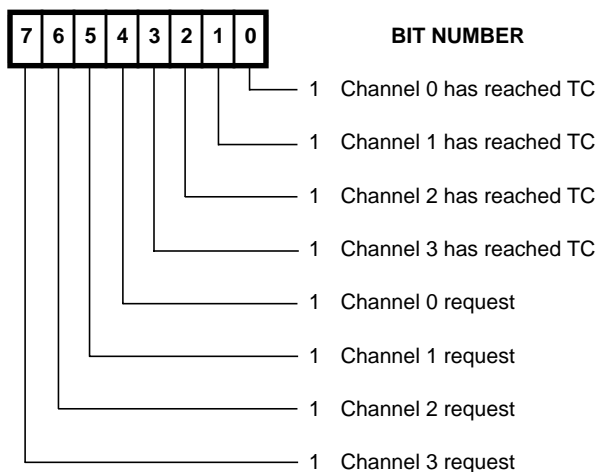 7 6 5 4 3 2 1 0 BIT NUMBER
1 Channel 0 has reached TC
1 Channel 1 has reached TC
1 Channel 2 has reached TC
1 Channel 3 has reached TC
1 Channel 0 request
1 Channel 1 request
1 Channel 2 request
1 Channel 3 request